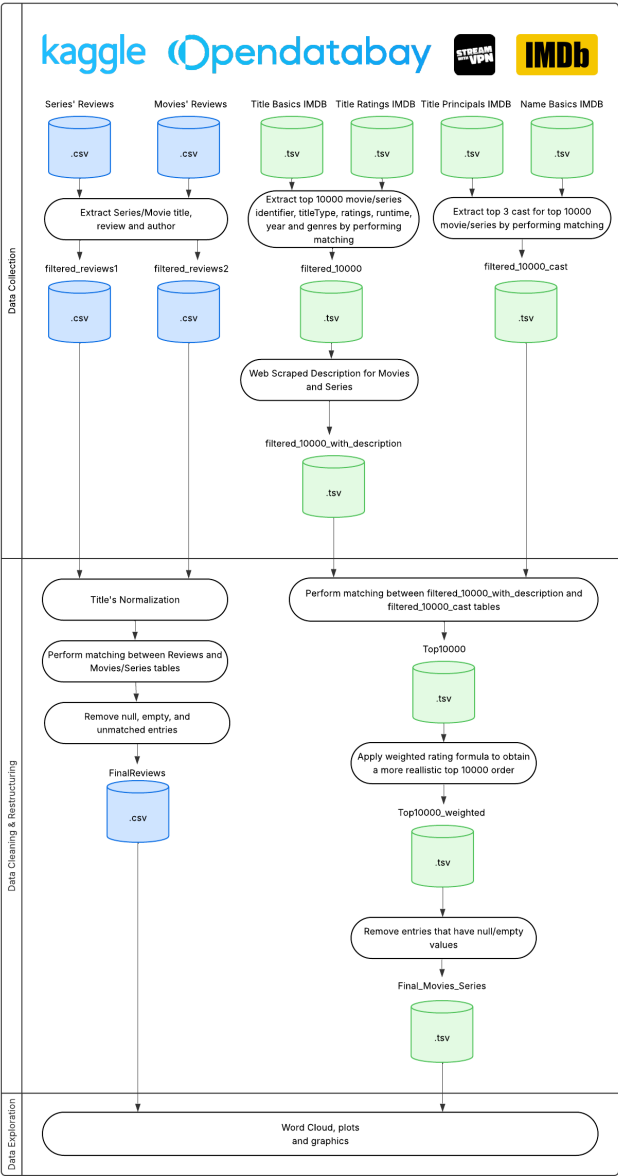 kaggle
Opendatabay
STREAM
WITH VPN
IMDb
Series' Reviews
Movies' Reviews
Title Basics IMDB
Title Ratings IMDB
Title Principals IMDB
Name Basics IMDB
.csv
.csv
.tsv
.tsv
.tsv
.tsv
Extract Series/Movie title,
review and author
Extract top 10000 movie/series
identifier, titleType, ratings, runtime,
year and genres by performing
matching
Extract top 3 cast for top 10000
movie/series by performing matching
Data Collection
filtered_reviews1
filtered_reviews2
filtered_10000
filtered_10000_cast
.csv
.csv
.tsv
.tsv
Web Scraped Description for Movies
and Series
filtered_10000_with_description
.tsv
Data Cleaning & Restructuring
Title's Normalization
Perform matching between Reviews and
Movies/Series tables
Remove null, empty, and
unmatched entries
FinalReviews
.csv
Perform matching between filtered_10000_with_description and
filtered_10000_cast tables
Top10000
.tsv
Apply weighted rating formula to obtain
a more reallistic top 10000 order
Top10000_weighted
.tsv
Remove entries that have null/empty
values
Final_Movies_Series
.tsv
Data Exploration
Word Cloud, plots
and graphics